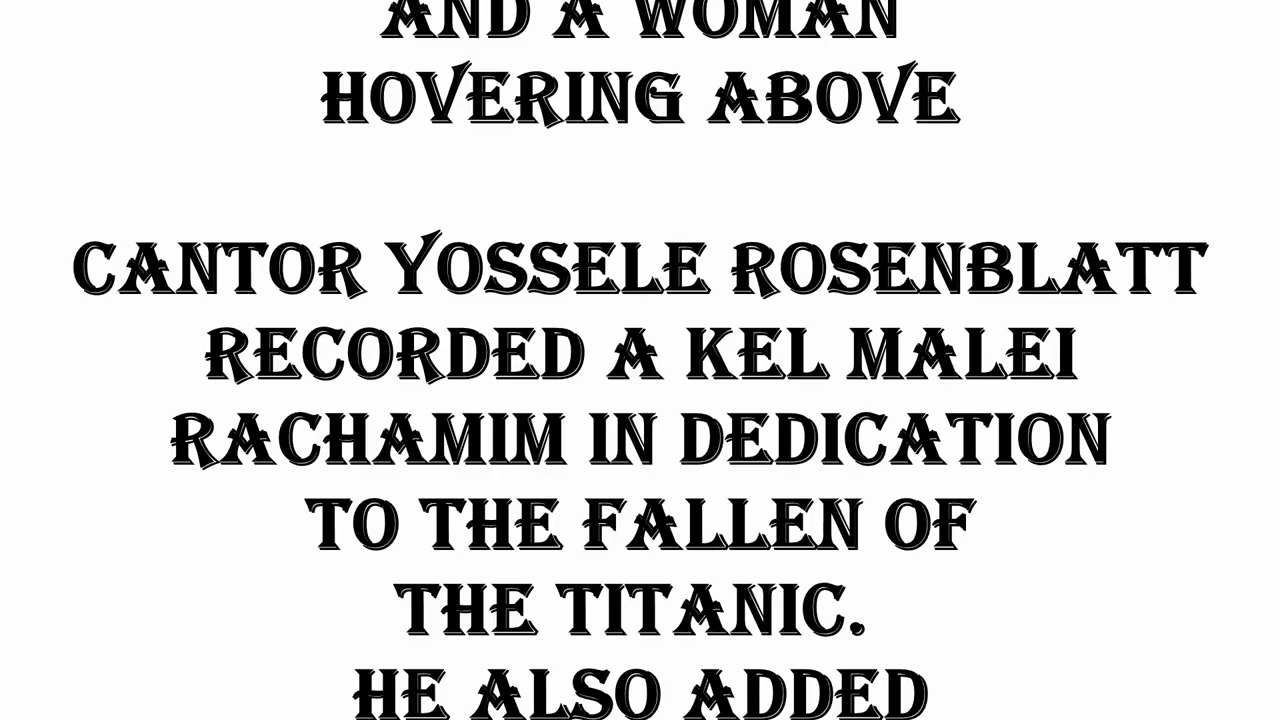 AND A WOMAN
HOVERING ABOVE
CANTOR YOSSELE ROSENBLATT
RECORDED A KEL MALEI
RACHAMIM IN DEDICATION
TO THE FALLEN OF
THE TITANIC.
HE ALSO ADDED